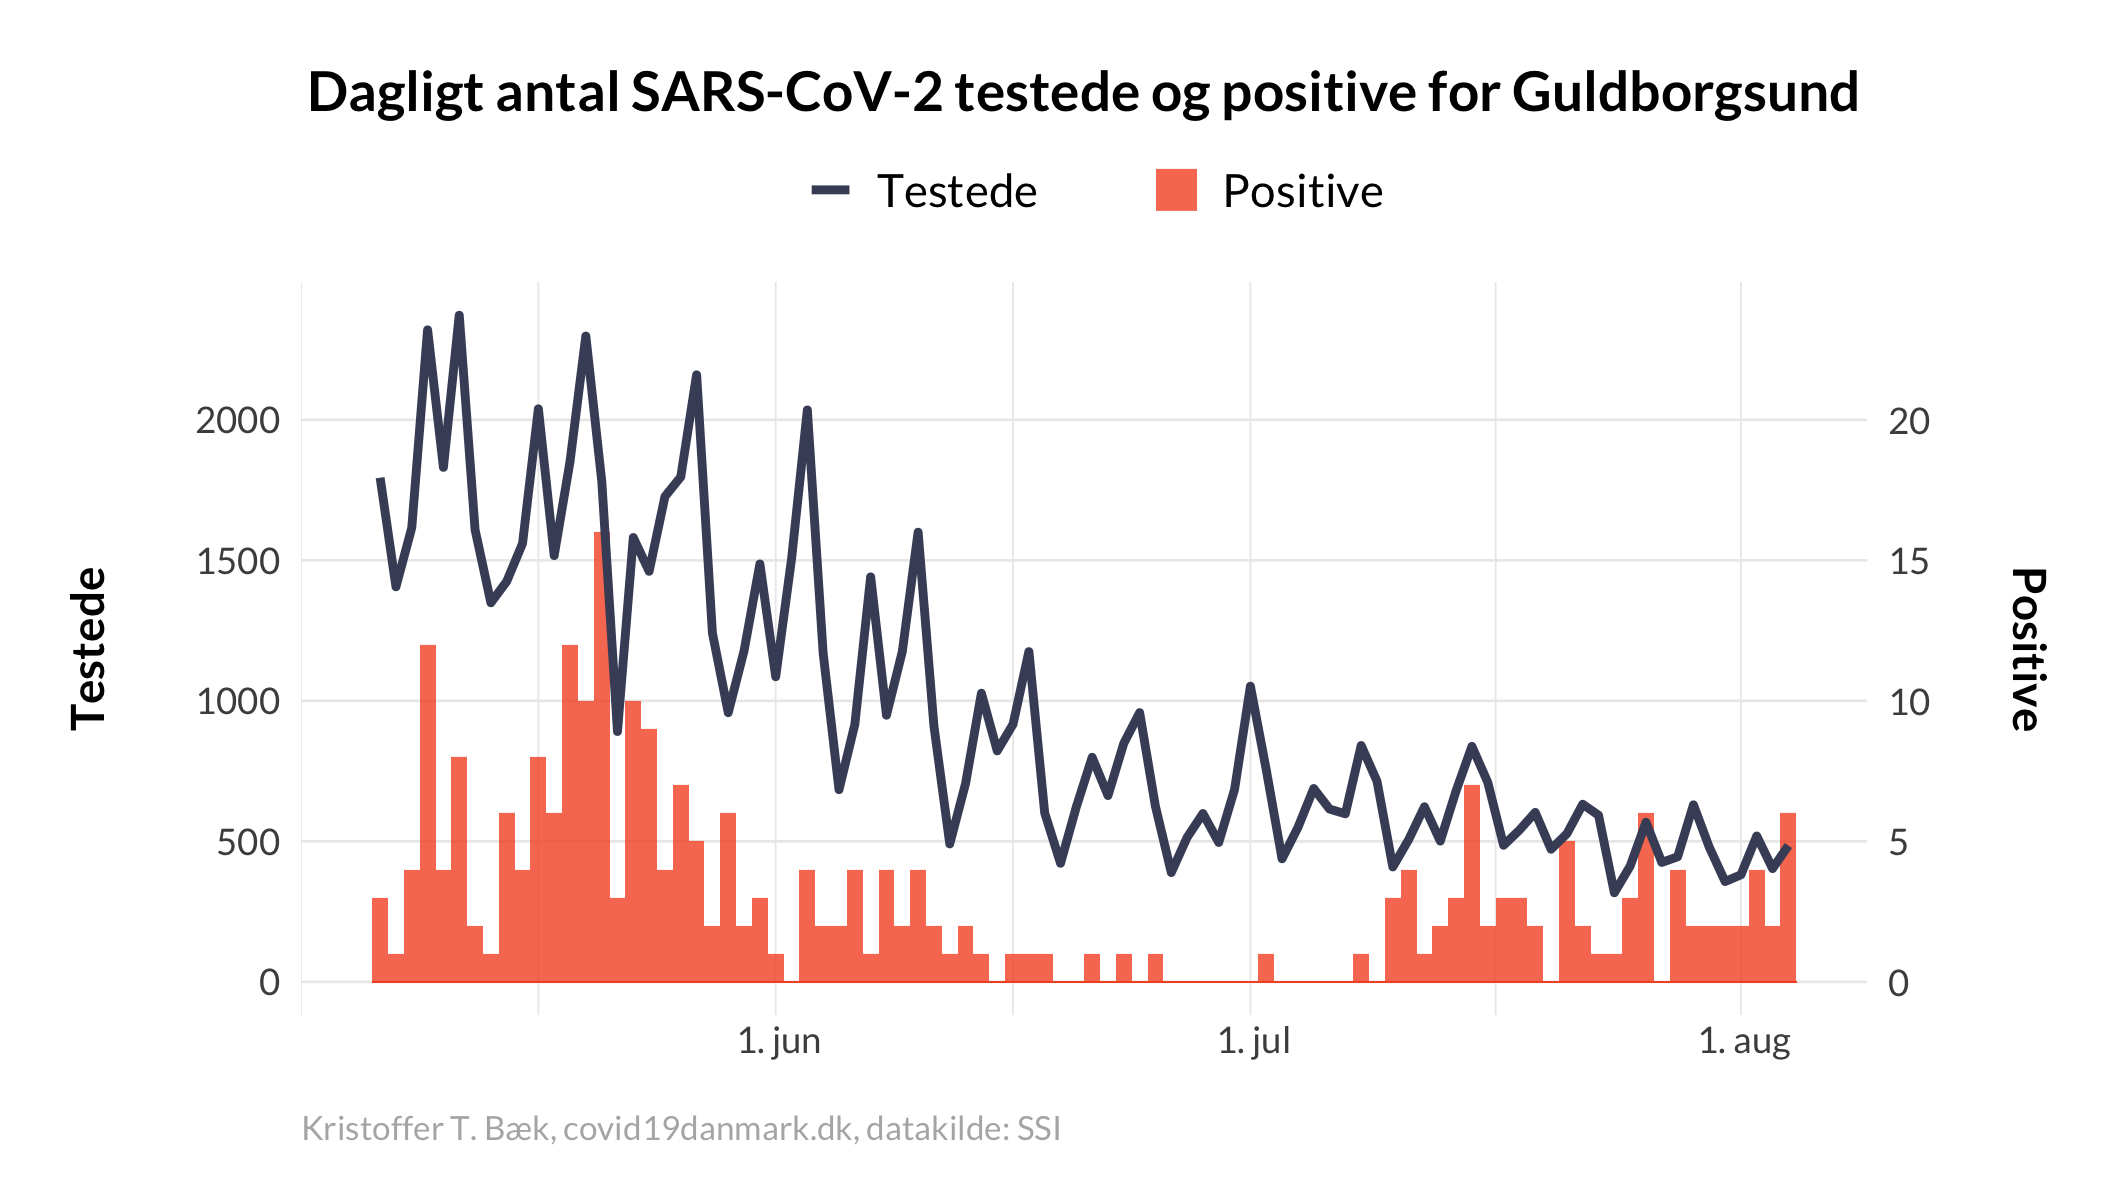 Dagligt antal SARS-CoV-2 testede og positive for Guldborgsund
Testede Positive
2000 20
1500 15
1000 10
500 5
0 0
Testede
Positive
1. jun 1. jul 1. aug
Kristoffer T. Bæk, covid19danmark.dk, datakilde: SSI